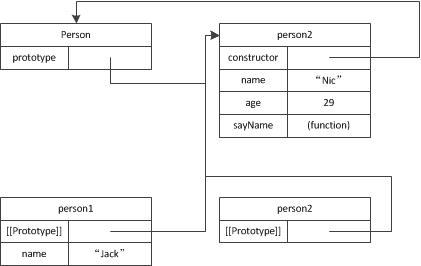 Person
prototype
person2
constructor
name “Nic”
age 29
sayName (function)
person1
[[Prototype]]
name “Jack”
person2
[[Prototype]]